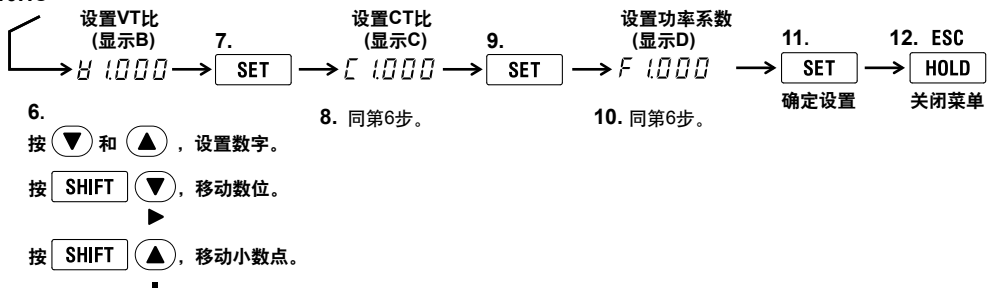 设置VT比
(显示B)
设置CT比
(显示C)
设置功率系数
(显示D)
7.
9.
11.
12. ESC
V 1.000
SET
C 1.000
SET
F 1.000
SET
HOLD
确定设置
关闭菜单
6.
8. 同第6步。
10. 同第6步。
按 ▼ 和 ▲ ，设置数字。
按 SHIFT ▼ ，移动数位。
按 SHIFT ▲ ，移动小数点。